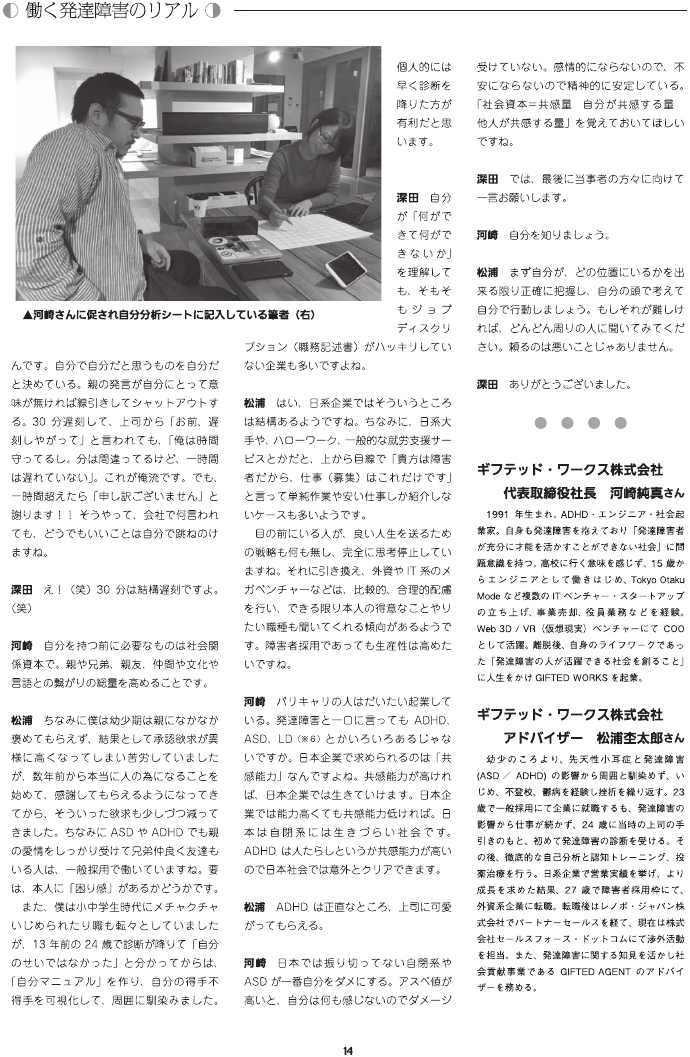 働く発達障害のリアル
▲河崎さんに促され自分分析シートに記入している筆者（右）
んです。自分で自分だと思うものを自分だ
と決めている。親の発言が自分にとって意
味が無ければ線引きしてシャットアウトす
る。30 分遅刻して、上司から「お前、遅
刻しやがって」と言われても、「俺は時間
守ってるし。分は間違ってるけど、一時間
は遅れていない」。これが俺流です。でも、
一時間超えたら「申し訳ございません」と
謝ります！！ そうやって、会社で何言われ
ても、どうでもいいことは自分で跳ねのけ
ますね。
深田　え！（笑）30 分は結構遅刻ですよ。
（笑）
河崎　自分を持つ前に必要なものは社会関
係資本で。親や兄弟、親友、仲間や文化や
言語との繋がりの総量を高めることです。
松浦　ちなみに僕は幼少期は親になかなか
褒めてもらえず、結果として承認欲求が異
様に高くなってしまい苦労していました
が、数年前から本当に人の為になることを
始めて、感謝してもらえるようになってき
てから、そういった欲求も少しづつ減って
きました。ちなみに ASD や ADHD でも親
の愛情をしっかり受けて兄弟仲良く友達も
いる人は、一般採用で働いていますね。要
は、本人に「困り感」があるかどうかです。
また、僕は小中学生時代にメチャクチャ
いじめられたり職も転々としていました
が、13 年前の 24 歳で診断が降りて「自分
のせいではなかった」と分かってからは、
「自分マニュアル」を作り、自分の得手不
得手を可視化して、周囲に馴染みました。
個人的には
早く診断を
降りた方が
有利だと思
います。
深田　自分
が「何がで
きて何がで
きないか」
を理解して
も、そもそ
もジョブ
ディスクリ
プション（職務記述書）がハッキリしてい
ない企業も多いですよね。
松浦　はい、日系企業ではそういうところ
は結構あるようですね。ちなみに、日系大
手や、ハローワーク、一般的な就労支援サー
ビスとかだと、上から目線で「貴方は障害
者だから、仕事（募集）はこれだけです」
と言って単純作業や安い仕事しか紹介しな
いケースも多いようです。
目の前にいる人が、良い人生を送るため
の戦略も何も無し、完全に思考停止してい
ますね。それに引き換え、外資や IT 系のメ
ガベンチャーなどは、比較的、合理的配慮
を行い、できる限り本人の得意なことやり
たい職種も聞いてくれる傾向があるようで
す。障害者採用であっても生産性は高めた
いですね。
河崎　バリキャリの人はだいたい起業して
いる。発達障害と一口に言っても ADHD、
ASD、LD（※6）とかいろいろあるじゃな
いですか。日本企業で求められるのは「共
感能力」なんですよね。共感能力が高けれ
ば、日本企業では生きていけます。日本企
業では能力高くても共感能力低ければ。日
本は自閉系には生きづらい社会です。
ADHD は人たらしというか共感能力が高い
ので日本社会では意外とクリアできます。
松浦　ADHD は正直なところ、上司に可愛
がってもらえる。
河崎　日本では振り切ってない自閉系や
ASD が一番自分をダメにする。アスペ値が
高いと、自分は何も感じないのでダメージ
受けていない。感情的にならないので、不
安にならないので精神的に安定している。
「社会資本＝共感量　自分が共感する量
他人が共感する量」を覚えておいてほしい
ですね。
深田　では、最後に当事者の方々に向けて
一言お願いします。
河崎　自分を知りましょう。
松浦　まず自分が、どの位置にいるかを出
来る限り正確に把握し、自分の頭で考えて
自分で行動しましょう。もしそれが難しけ
れば、どんどん周りの人に聞いてみてくだ
さい。頼るのは悪いことじゃありません。
深田　ありがとうございました。
ギフテッド・ワークス株式会社
代表取締役社長　河崎純真さん
1991 年生まれ。ADHD・エンジニア・社会起
業家。自身も発達障害を抱えており「発達障害者
が充分に才能を活かすことができない社会」に問
題意識を持つ。高校に行く意味を感じず、15 歳か
らエンジニアとして働きはじめ、Tokyo Otaku
Mode など複数の IT ベンチャー・スタートアップ
の立ち上げ、事業売却、役員業務などを経験。
Web 3D / VR（仮想現実）ベンチャーにて COO
として活躍。離脱後、自身のライフワークであっ
た「発達障害の人が活躍できる社会を創ること」
に人生をかけ GIFTED WORKS を起業。
ギフテッド・ワークス株式会社
アドバイザー　松浦杢太郎さん
幼少のころより、先天性小耳症と発達障害
(ASD ／ ADHD) の影響から周囲と馴染めず、い
じめ、不登校、鬱病を経験し挫折を繰り返す。23
歳で一般採用にて企業に就職するも、発達障害の
影響から仕事が続かず、24 歳に当時の上司の手
引きのもと、初めて発達障害の診断を受ける。そ
の後、徹底的な自己分析と認知トレーニング、投
薬治療を行う。日系企業で営業実績を挙げ、より
成長を求めた結果、27 歳で障害者採用枠にて、
外資系企業に転職。転職後はレノボ・ジャパン株
式会社でパートナーセールスを経て、現在は株式
会社セールスフォース・ドットコムにて渉外活動
を担当。また、発達障害に関する知見を活かし社
会貢献事業である GIFTED AGENT のアドバイ
ザーを務める。
14